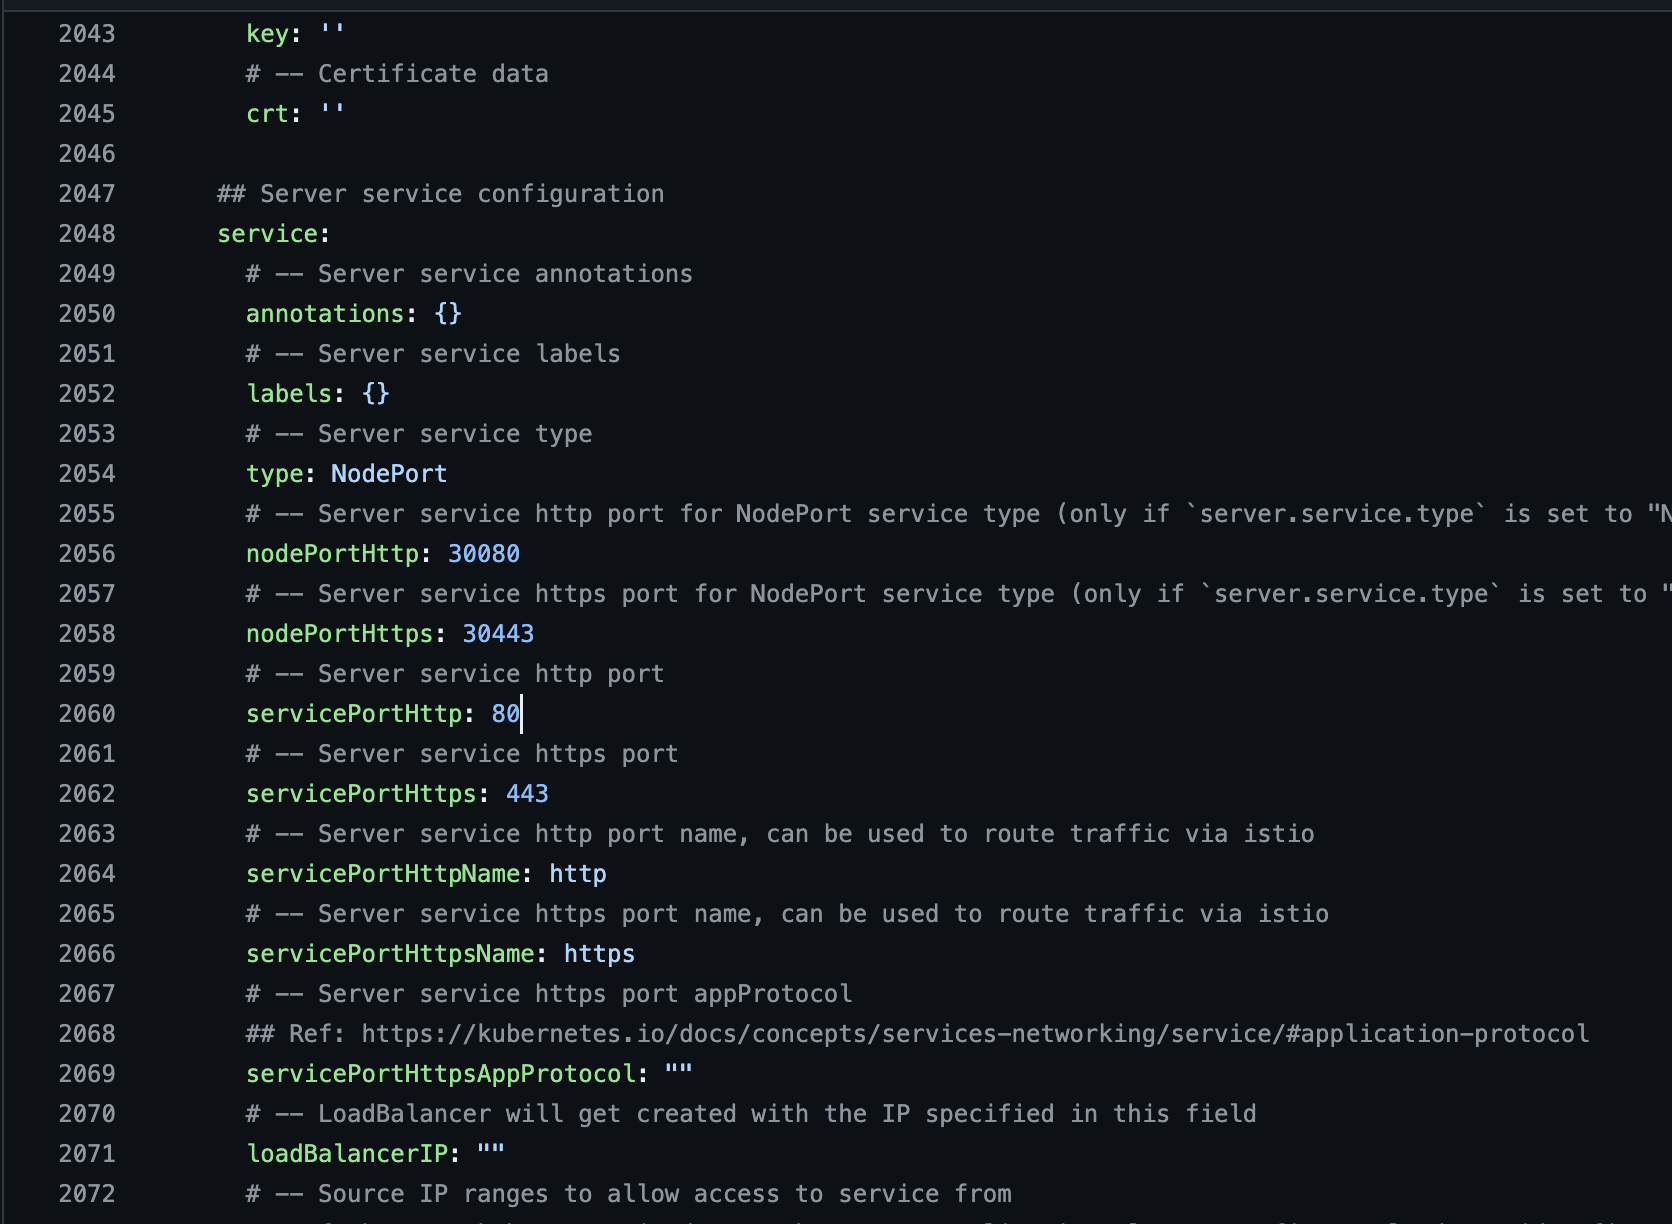 2043 key: ''
2044 # -- Certificate data
2045 crt: ''
2046
2047 ## Server service configuration
2048 service:
2049 # -- Server service annotations
2050 annotations: {}
2051 # -- Server service labels
2052 labels: {}
2053 # -- Server service type
2054 type: NodePort
2055 # -- Server service http port for NodePort service type (only if `server.service.type` is set to "N
2056 nodePortHttp: 30080
2057 # -- Server service https port for NodePort service type (only if `server.service.type` is set to "
2058 nodePortHttps: 30443
2059 # -- Server service http port
2060 servicePortHttp: 80
2061 # -- Server service https port
2062 servicePortHttps: 443
2063 # -- Server service http port name, can be used to route traffic via istio
2064 servicePortHttpName: http
2065 # -- Server service https port name, can be used to route traffic via istio
2066 servicePortHttpsName: https
2067 # -- Server service https port appProtocol
2068 ## Ref: https://kubernetes.io/docs/concepts/services-networking/service/#application-protocol
2069 servicePortHttpsAppProtocol: ""
2070 # -- LoadBalancer will get created with the IP specified in this field
2071 loadBalancerIP: ""
2072 # -- Source IP ranges to allow access to service from